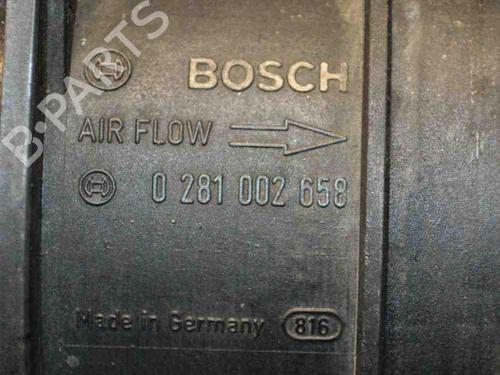 BOSCH
AIR FLOW
0 281 002 658
Made in Germany 816
B-PARTS